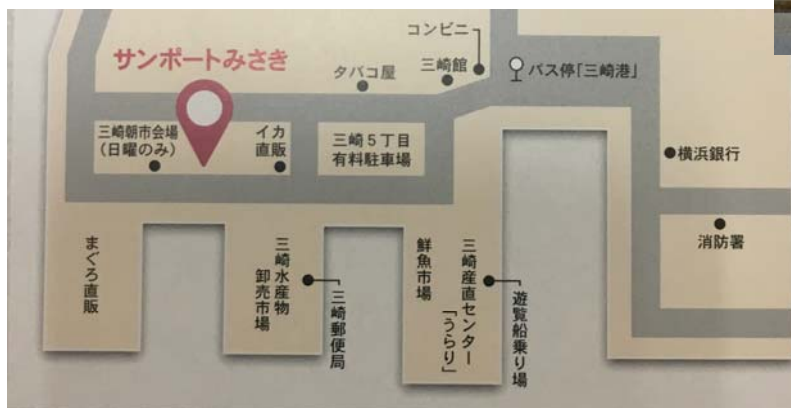 コンビニ
サンポートみさき
タバコ屋
三崎館
バス停「三崎港」
三崎朝市会場
(日曜のみ)
イカ
直販
三崎5丁目
有料駐車場
横浜銀行
消防署
まぐろ直販
三崎水産物
卸売市場
三崎郵便局
鮮魚市場
三崎産直センター
「うらり」
遊覧船乗り場